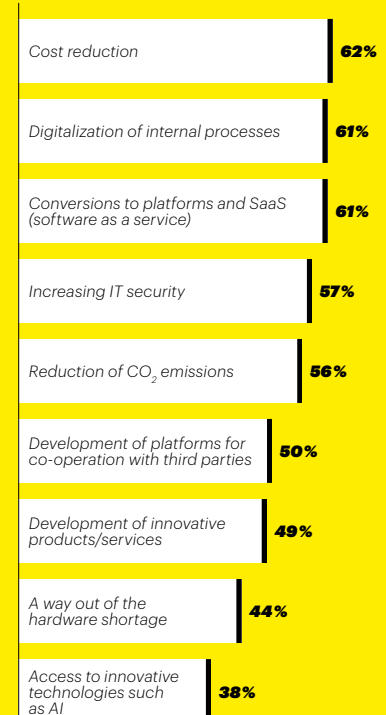 Cost reduction 62%
Digitalization of internal processes 61%
Conversions to platforms and SaaS
(software as a service) 61%
Increasing IT security 57%
Reduction of CO₂ emissions 56%
Development of platforms for
co-operation with third parties 50%
Development of innovative
products/services 49%
A way out of the
hardware shortage 44%
Access to innovative
technologies such 38%
as AI